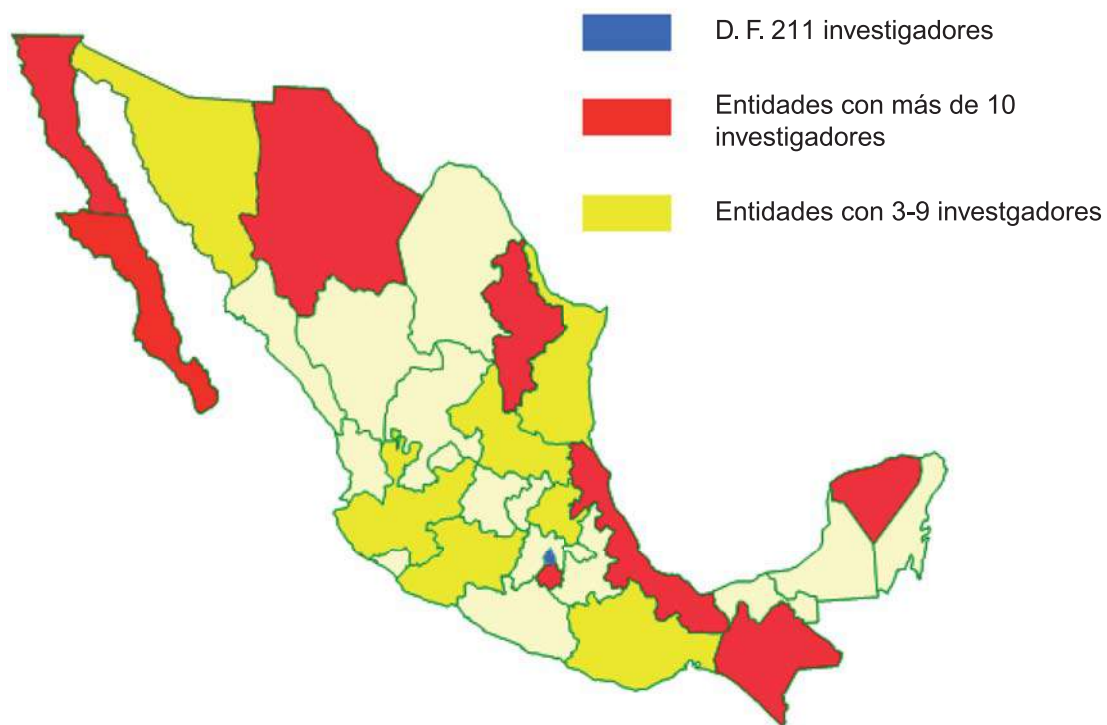 D. F. 211 investigadores
Entidades con más de 10
investigadores
Entidades con 3-9 investgadores